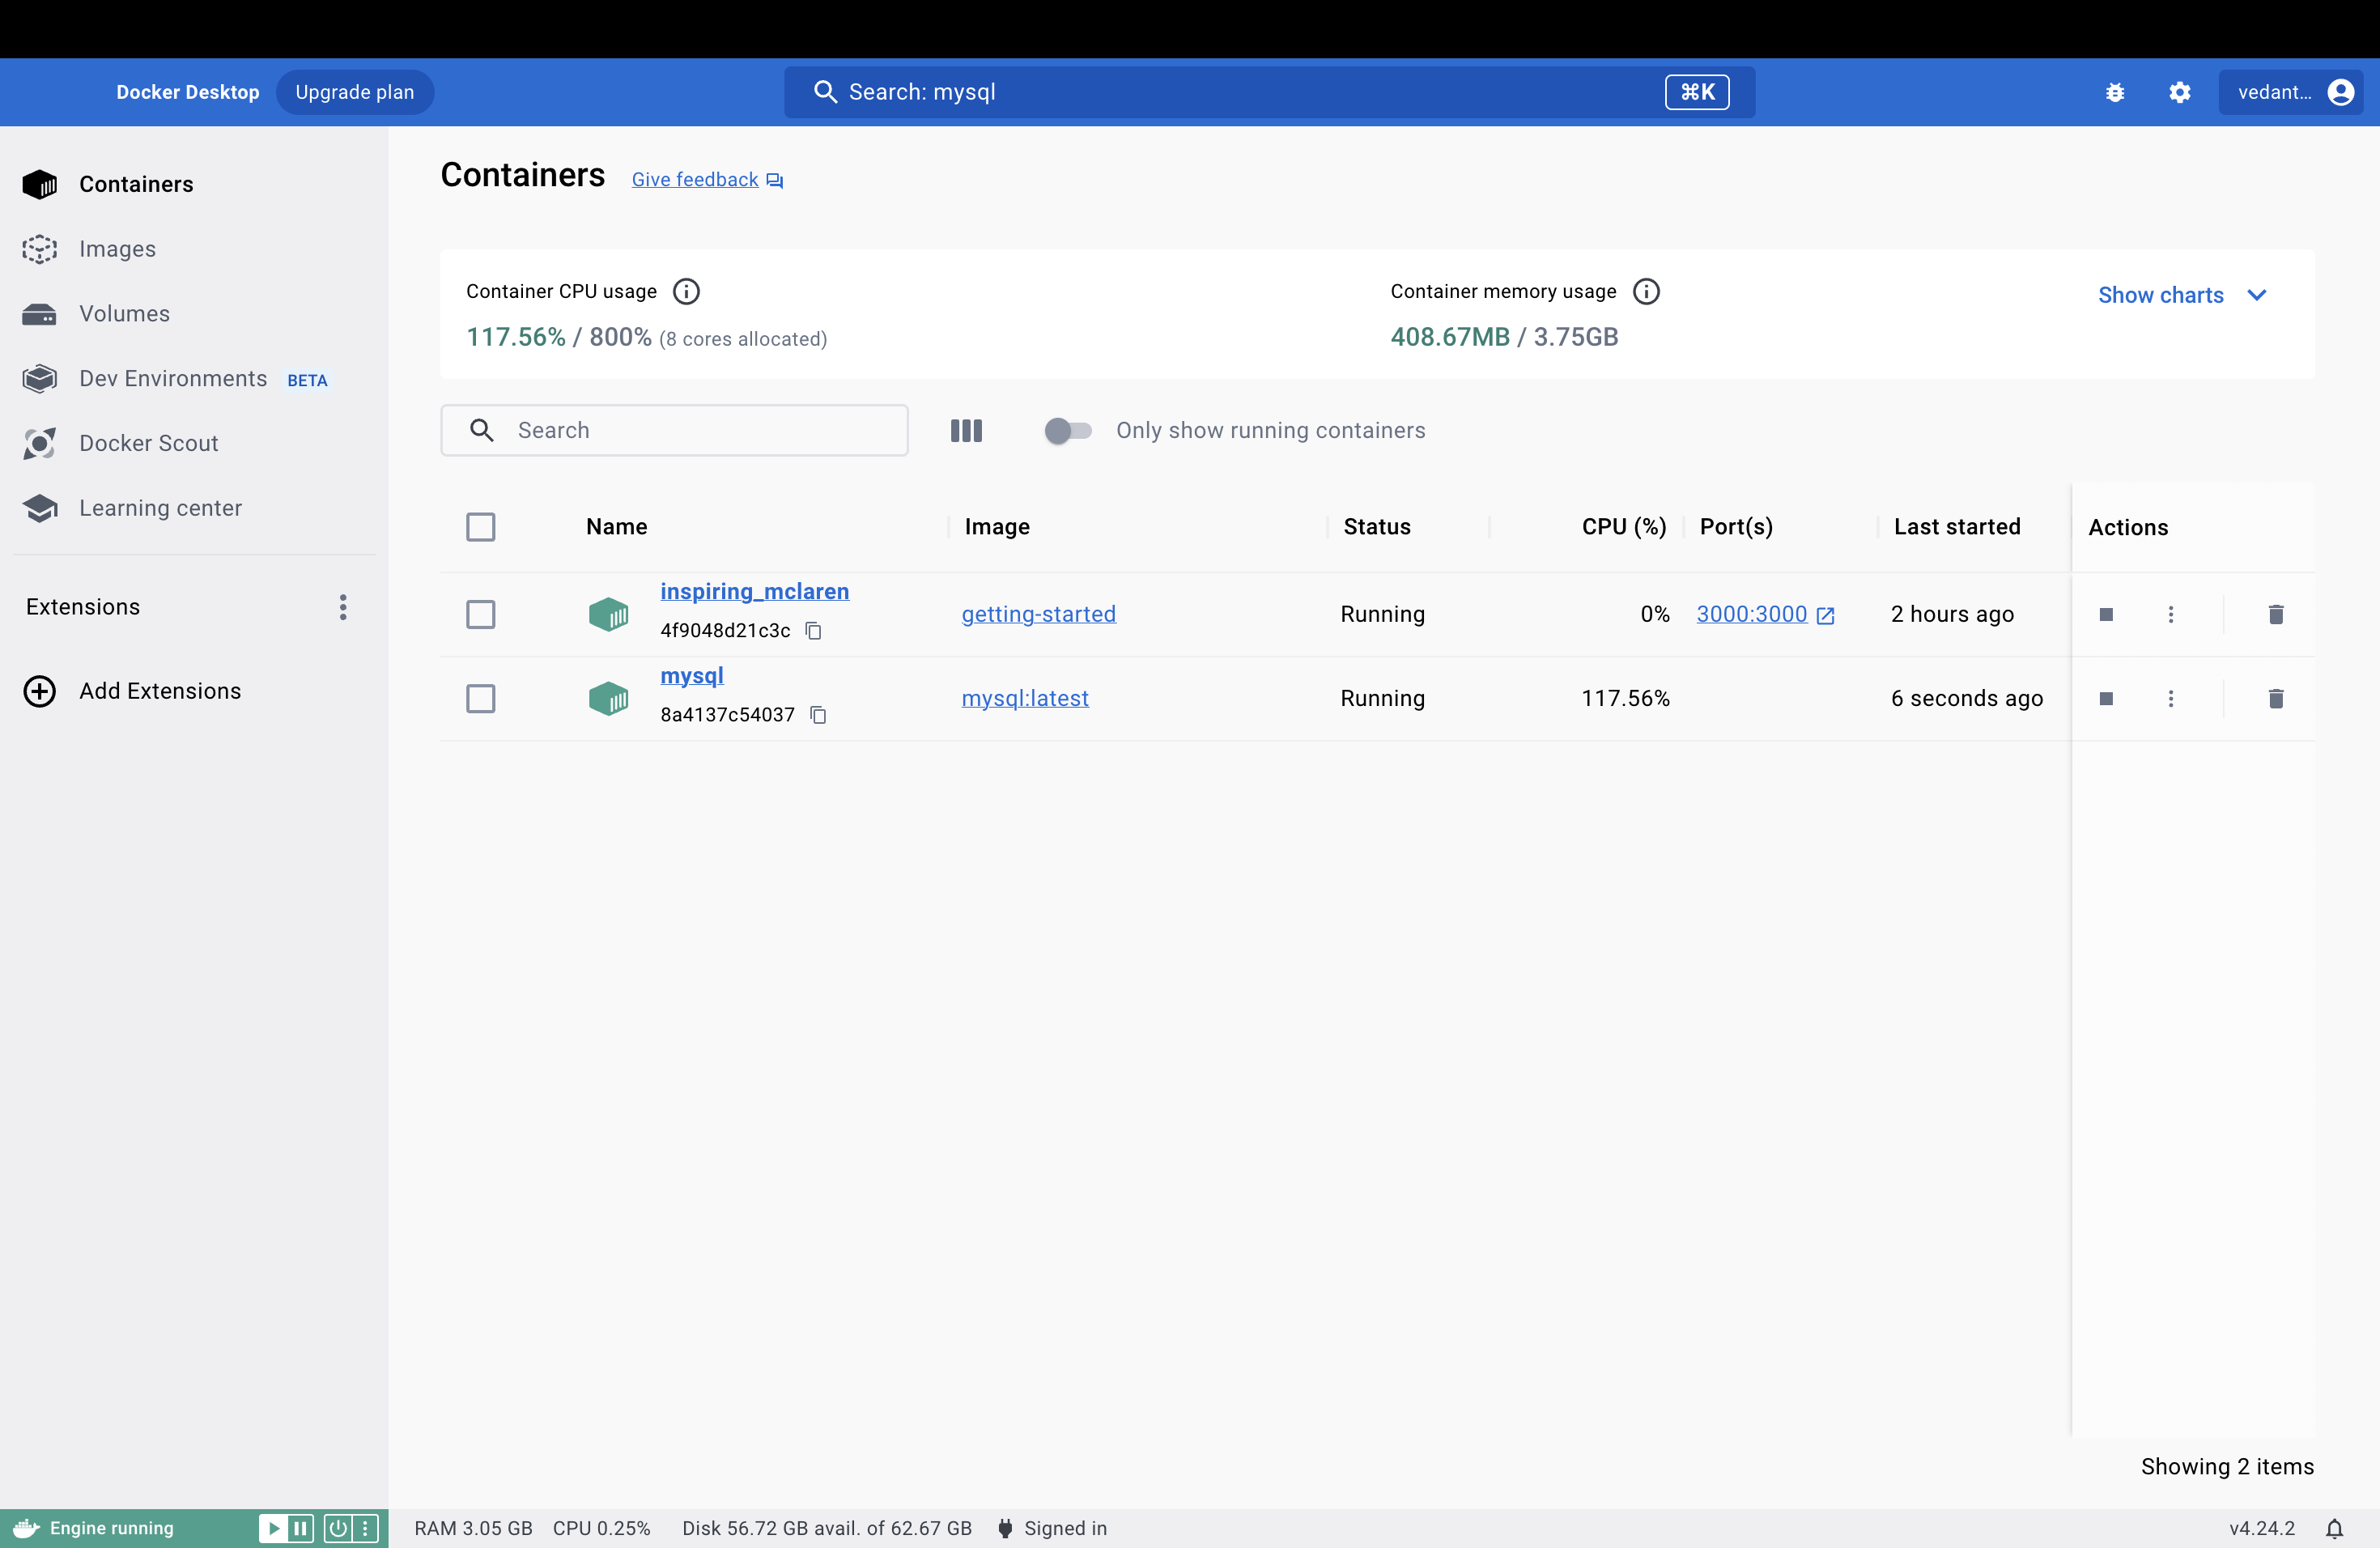 Docker Desktop Upgrade plan Search: mysql ⌘K vedant...
Containers
Images
Volumes
Dev Environments BETA
Docker Scout
Learning center
Extensions
Add Extensions
Containers Give feedback
Container CPU usage
117.56% / 800% (8 cores allocated)
Container memory usage
408.67MB / 3.75GB
Show charts
Search
Only show running containers
Name Image Status CPU (%) Port(s) Last started Actions
inspiring_mclaren
4f9048d21c3c
getting-started Running 0% 3000:3000 2 hours ago
mysql
8a4137c54037
mysql:latest Running 117.56% 6 seconds ago
Showing 2 items
Engine running RAM 3.05 GB CPU 0.25% Disk 56.72 GB avail. of 62.67 GB Signed in v4.24.2